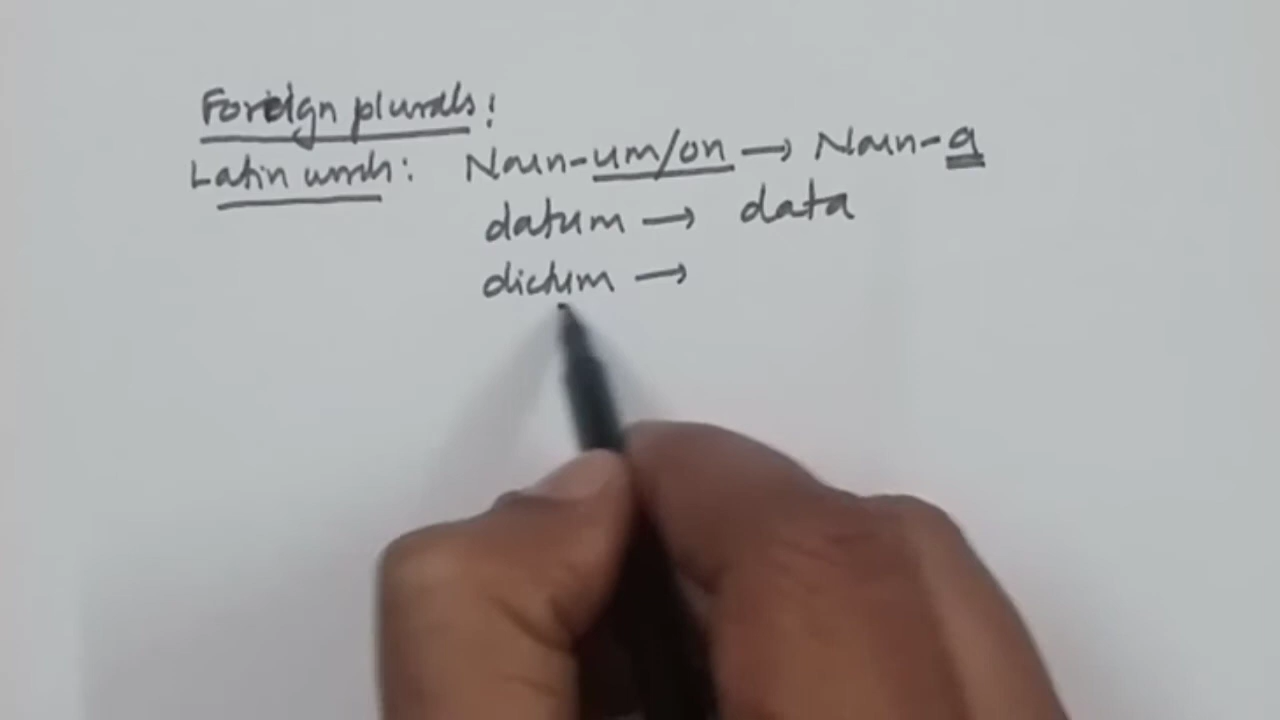 Foreign plurals:
Latin words: Noun-um/on → Noun-a
datum → data
dictum →